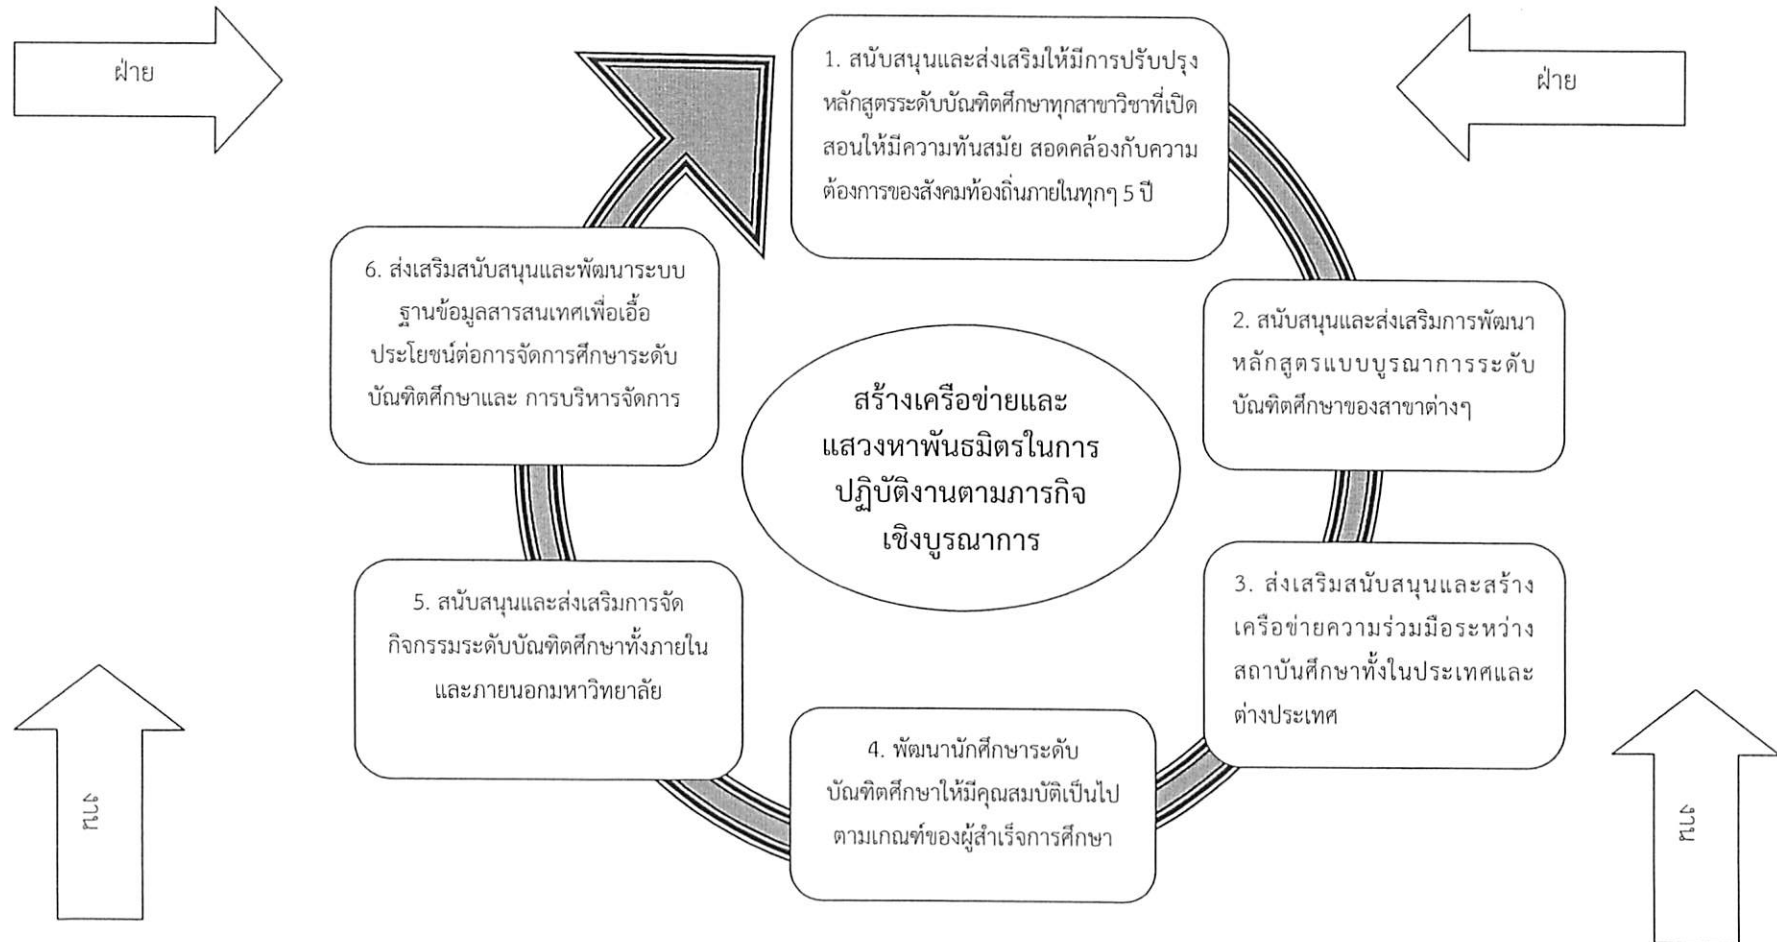 ฝ่าย
ฝ่าย
1. สนับสนุนและส่งเสริมให้มีการปรับปรุง
หลักสูตรระดับบัณฑิตศึกษาทุกสาขาวิชาที่เปิด
สอนให้มีความทันสมัย สอดคล้องกับความ
ต้องการของสังคมท้องถิ่นภายในทุกๆ 5 ปี
2. สนับสนุนและส่งเสริมการพัฒนา
หลักสูตรแบบบูรณาการระดับ
บัณฑิตศึกษาของสาขาต่างๆ
3. ส่งเสริมสนับสนุนและสร้าง
เครือข่ายความร่วมมือระหว่าง
สถาบันศึกษาทั้งในประเทศและ
ต่างประเทศ
4. พัฒนานักศึกษาระดับ
บัณฑิตศึกษาให้มีคุณสมบัติเป็นไป
ตามเกณฑ์ของผู้สำเร็จการศึกษา
5. สนับสนุนและส่งเสริมการจัด
กิจกรรมระดับบัณฑิตศึกษาทั้งภายใน
และภายนอกมหาวิทยาลัย
6. ส่งเสริมสนับสนุนและพัฒนาระบบ
ฐานข้อมูลสารสนเทศเพื่อเอื้อ
ประโยชน์ต่อการจัดการศึกษาระดับ
บัณฑิตศึกษาและ การบริหารจัดการ
สร้างเครือข่ายและ
แสวงหาพันธมิตรในการ
ปฏิบัติงานตามภารกิจ
เชิงบูรณาการ
งาน
งาน